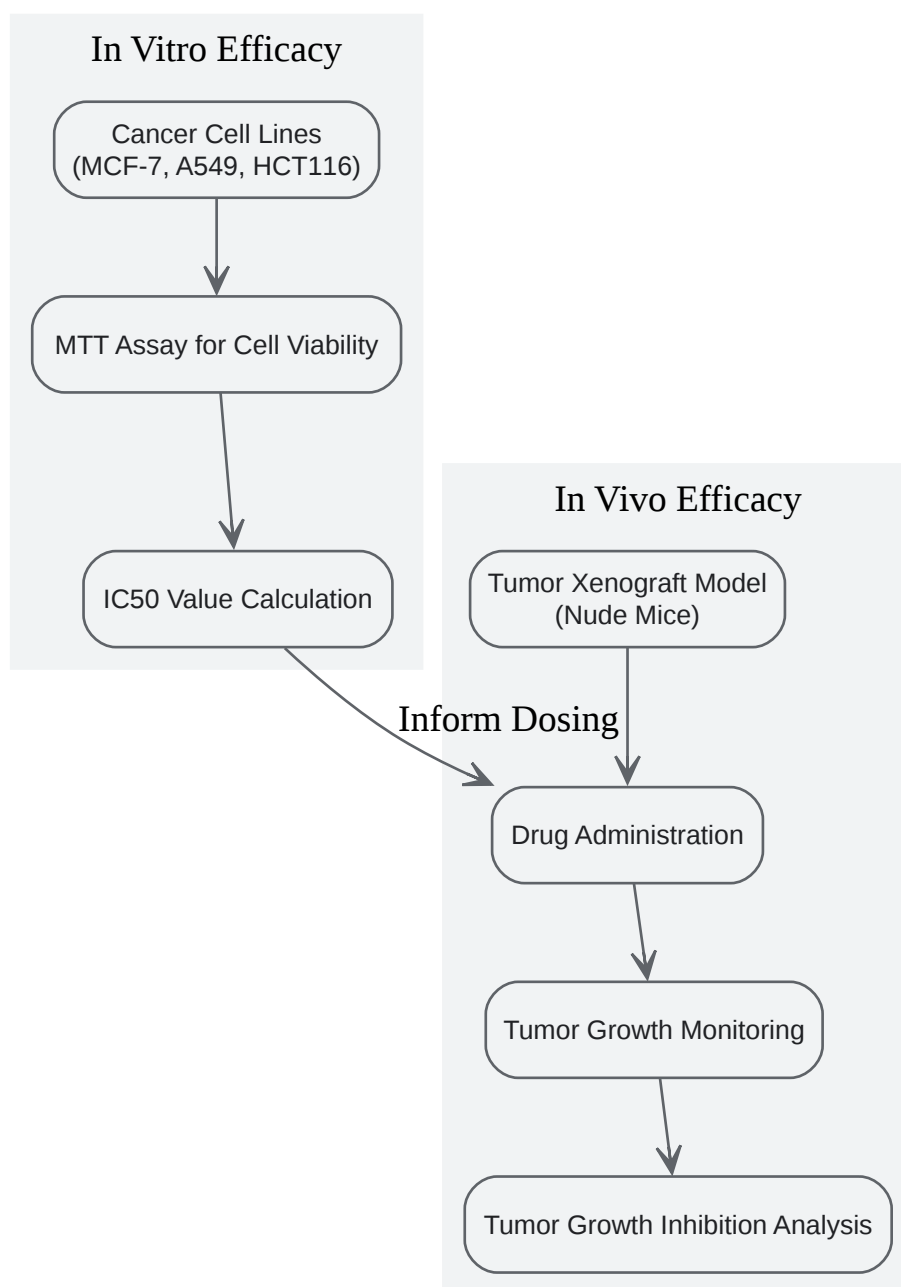 In Vitro Efficacy
Cancer Cell Lines
(MCF-7, A549, HCT116)
MTT Assay for Cell Viability
IC50 Value Calculation
In Vivo Efficacy
Tumor Xenograft Model
(Nude Mice)
Inform Dosing
Drug Administration
Tumor Growth Monitoring
Tumor Growth Inhibition Analysis